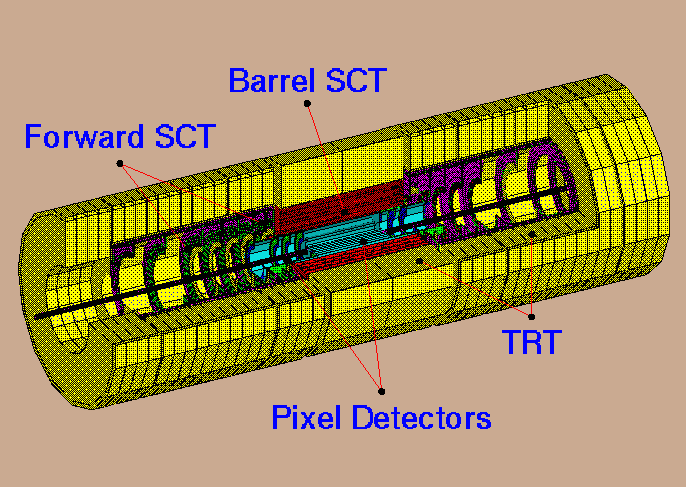 Barrel SCT
Forward SCT
TRT
Pixel Detectors